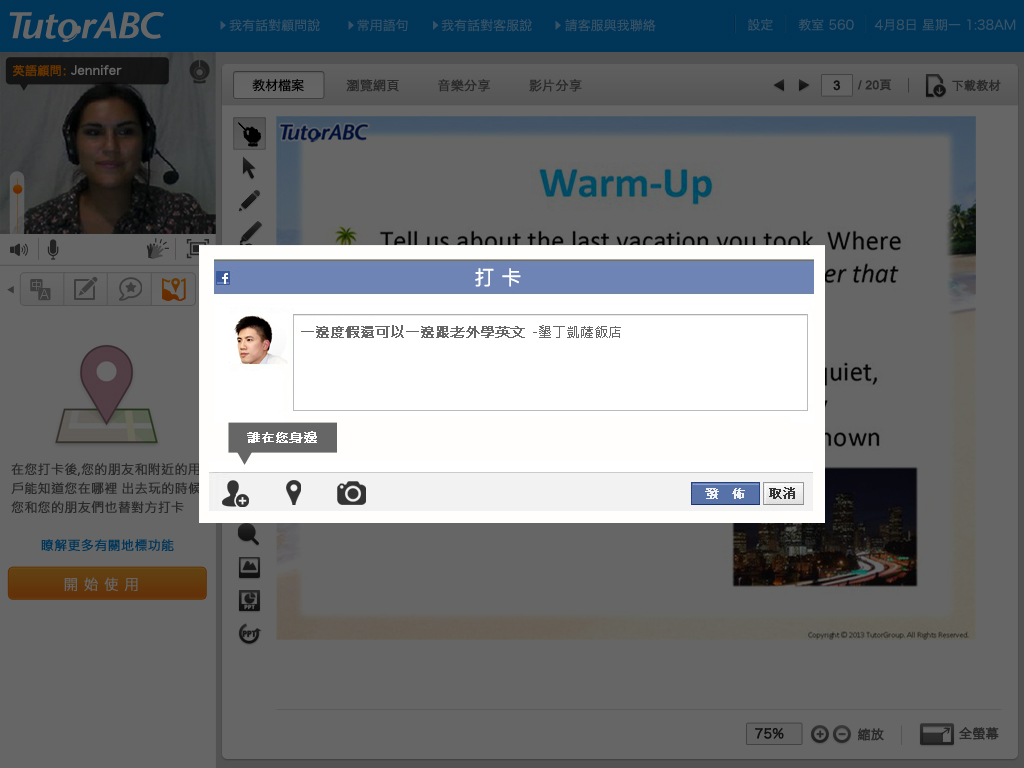 TutorABC
我有話對顧問說
常用語句
我有話對客服說
請客服與我聯絡
設定
教室 560
4月8日 星期一 1:38AM
英語顧問: Jennifer
教材檔案
瀏覽網頁
音樂分享
影片分享
3 / 20頁
下載教材
TutorABC
Warm-Up
Tell us about the last vacation you took. Where
er that
quiet,
nown
Copyright © 2013 TutorGroup. All Rights Reserved.
打卡
一邊度假還可以一邊跟老外學英文 -墾丁凱薩飯店
誰在您身邊
發佈
取消
在您打卡後,您的朋友和附近的用
戶能知道您在哪裡 出去玩的時候
您和您的朋友們也替對方打卡
瞭解更多有關地標功能
開始使用
PPT
PPT
75%
縮放
全螢幕